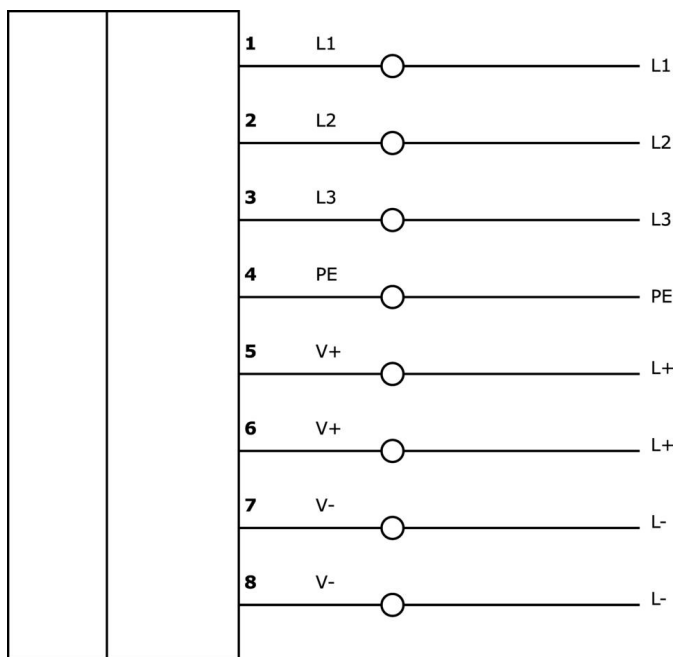 1 L1 L1
2 L2 L2
3 L3 L3
4 PE PE
5 V+ L+
6 V+ L+
7 V- L-
8 V- L-